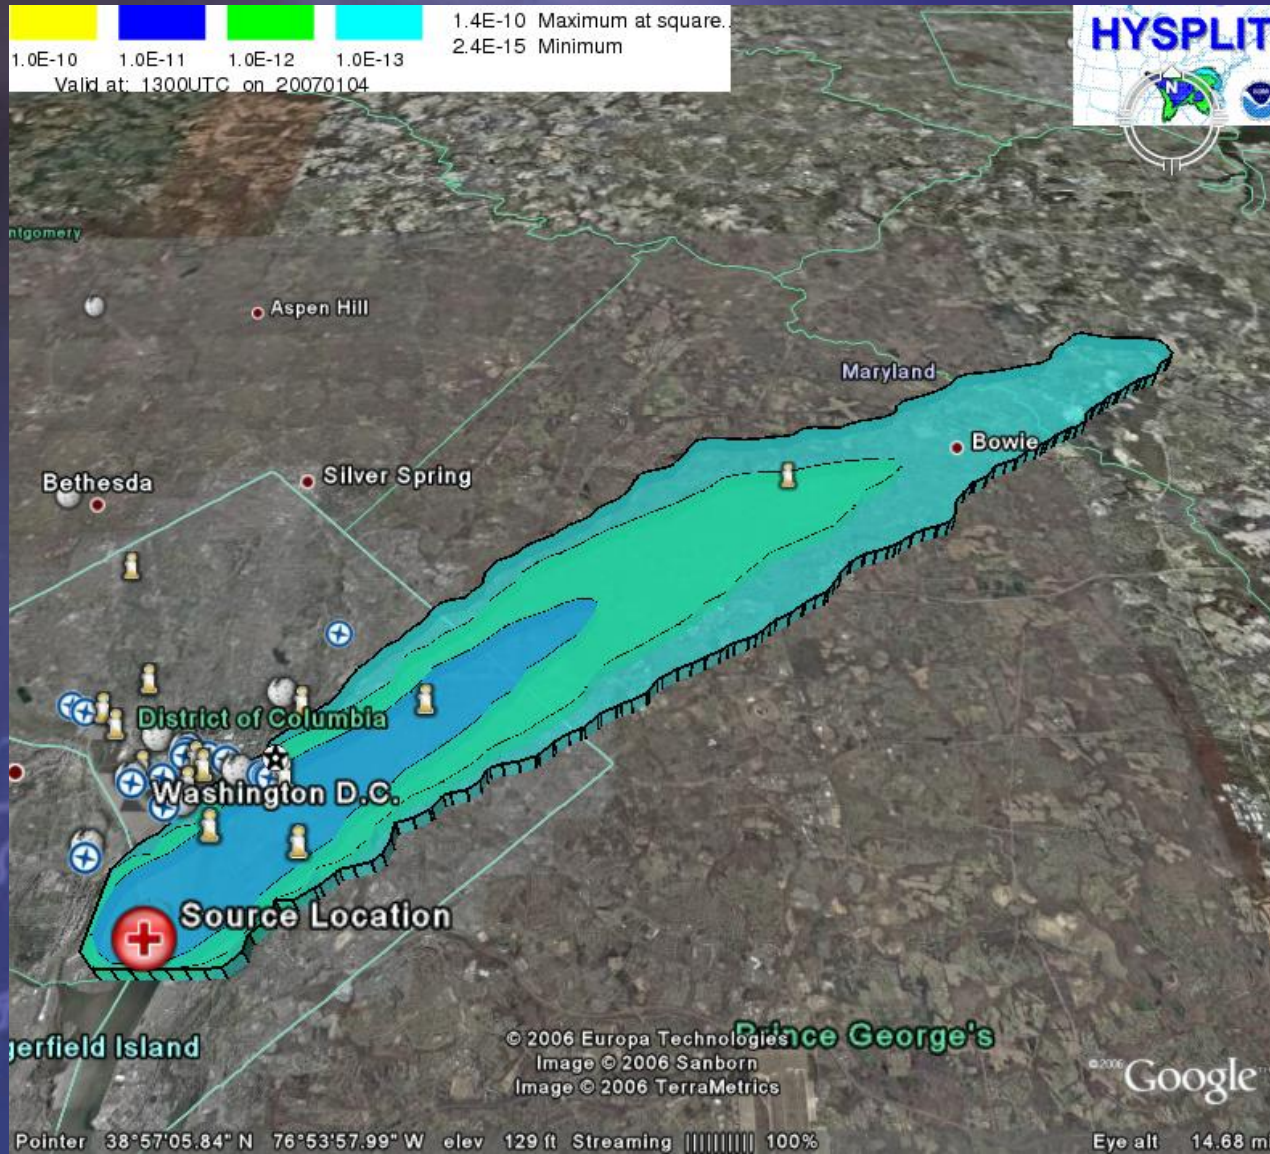 1.4E-10 Maximum at square..
2.4E-15 Minimum
1.0E-10 1.0E-11 1.0E-12 1.0E-13
Valid at: 1300UTC on 20070104
HYSPLIT
N
ntgomery
Aspen Hill
Maryland
Bowie
Silver Spring
Bethesda
District of Columbia
Washington D.C.
Source Location
gerfield Island
© 2006 Europa Technologies
Prince George's
Image © 2006 Sanborn
Image © 2006 TerraMetrics
©2006 Google
Pointer 38°57'05.84" N 76°53'57.99" W elev 129 ft Streaming |||||||||| 100% Eye alt 14.68 mi